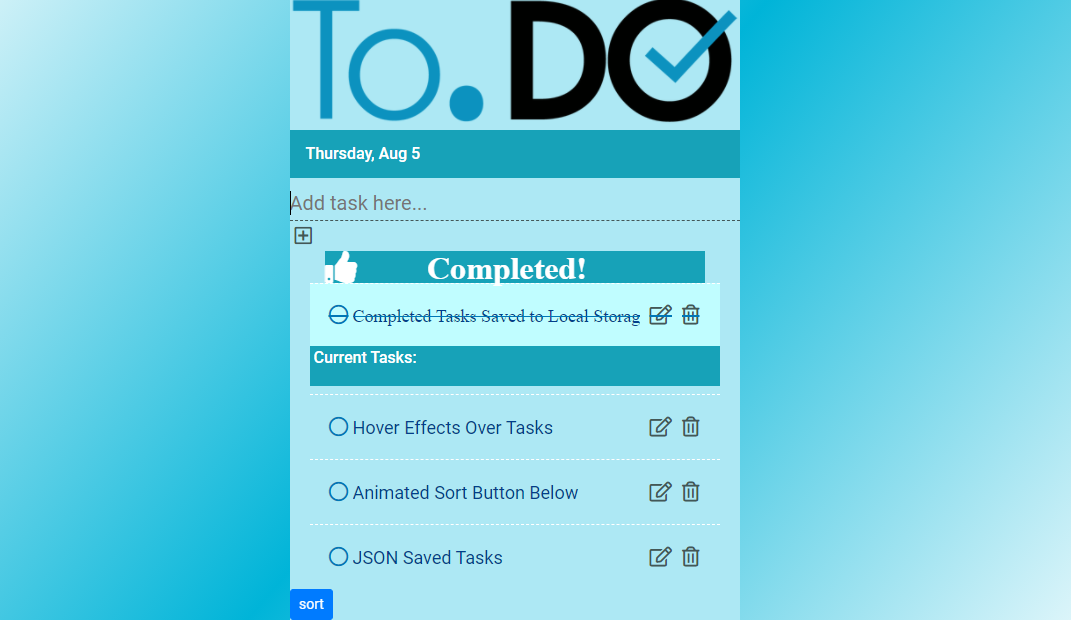 To. DO
Thursday, Aug 5
Add task here...
Completed!
Completed Tasks Saved to Local Storag
Current Tasks:
Hover Effects Over Tasks
Animated Sort Button Below
JSON Saved Tasks
sort